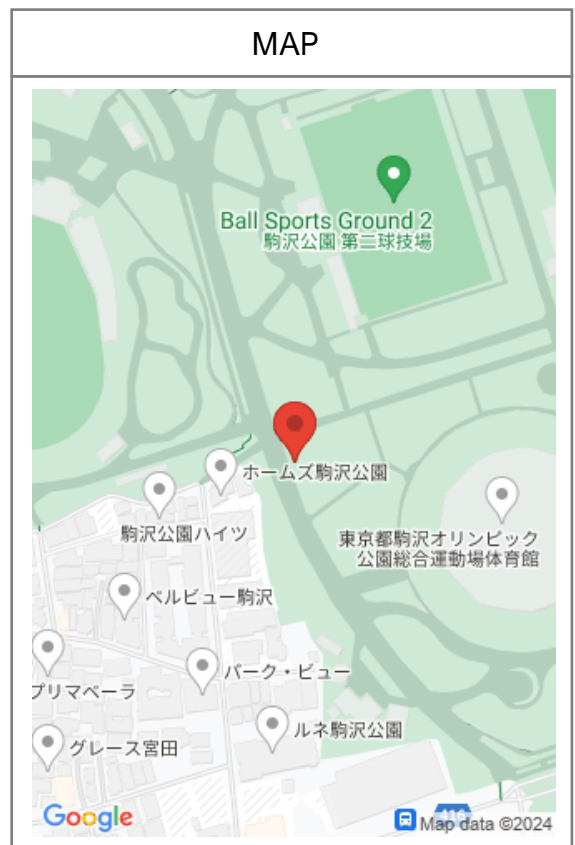 MAP
Ball Sports Ground 2
駒沢公園 第二球技場
ホームズ駒沢公園
駒沢公園ハイツ
東京都駒沢オリンピック
公園総合運動場体育館
ベルビュー駒沢
パーク・ビュー
プリマベーラ
ルネ駒沢公園
グレース宮田
Google
416
Map data ©2024